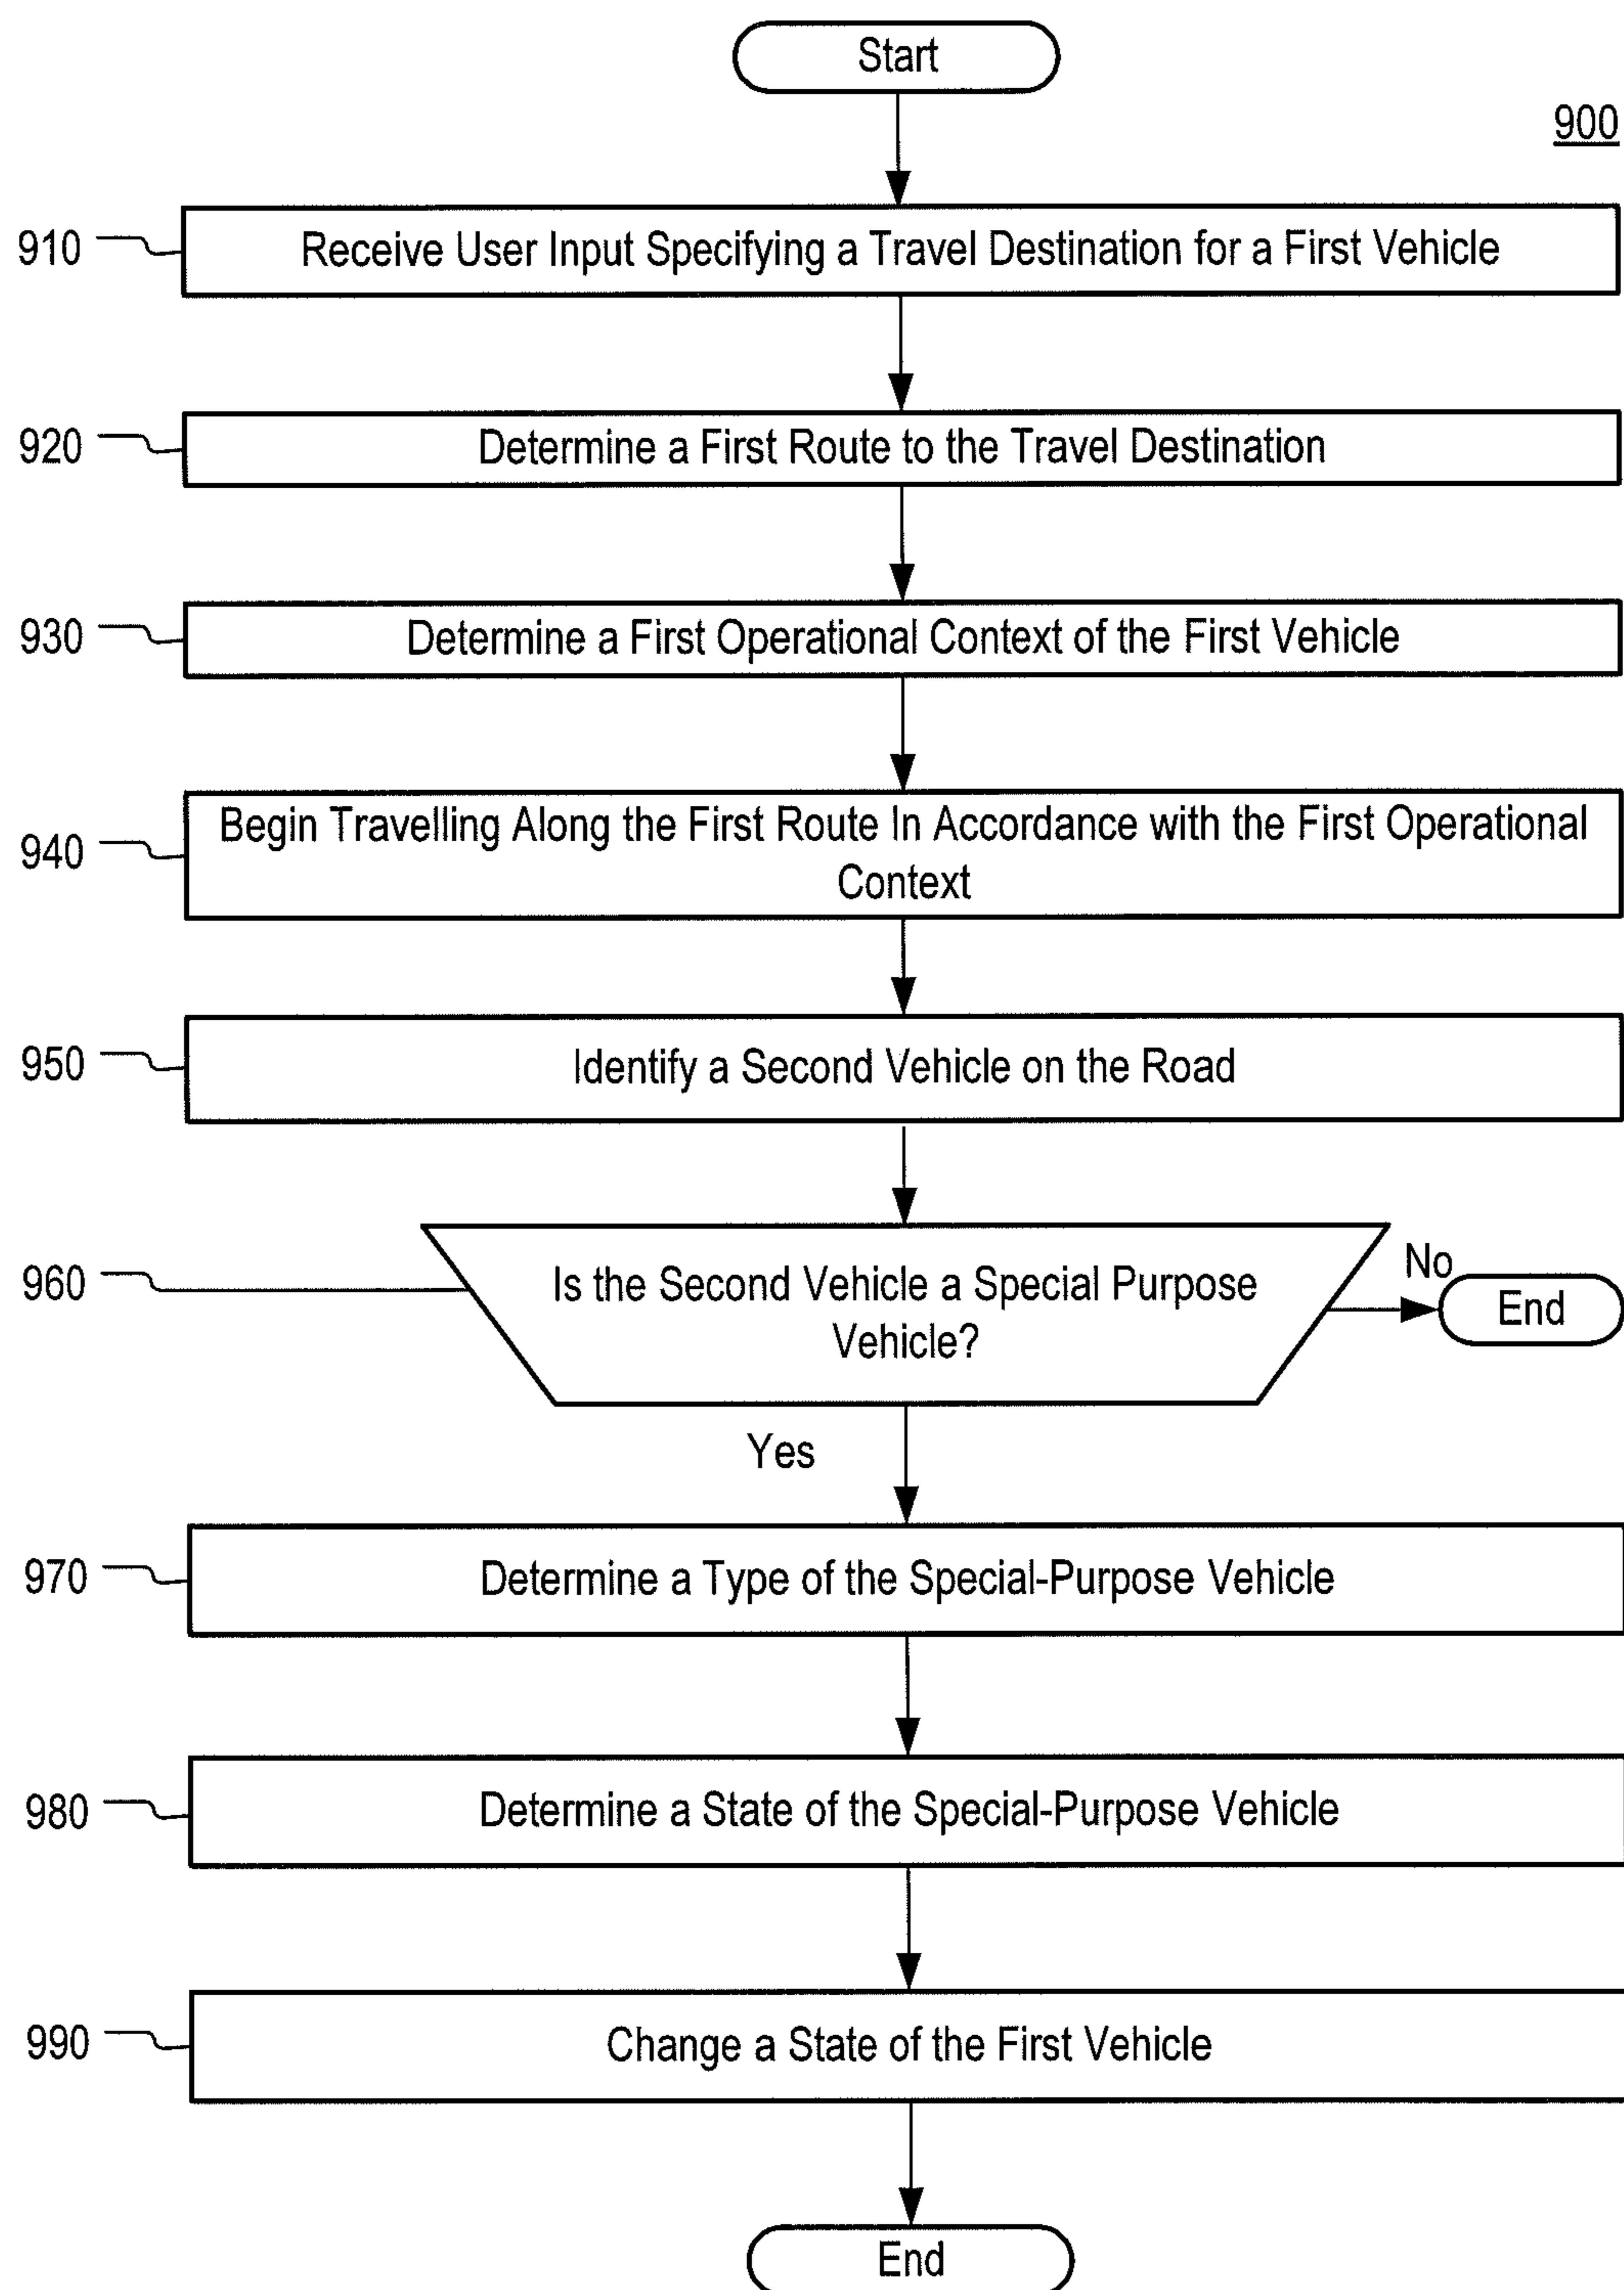 Start
900
910
Receive User Input Specifying a Travel Destination for a First Vehicle
920
Determine a First Route to the Travel Destination
930
Determine a First Operational Context of the First Vehicle
940
Begin Travelling Along the First Route In Accordance with the First Operational
Context
950
Identify a Second Vehicle on the Road
960
Is the Second Vehicle a Special Purpose
Vehicle?
No
End
Yes
970
Determine a Type of the Special-Purpose Vehicle
980
Determine a State of the Special-Purpose Vehicle
990
Change a State of the First Vehicle
End